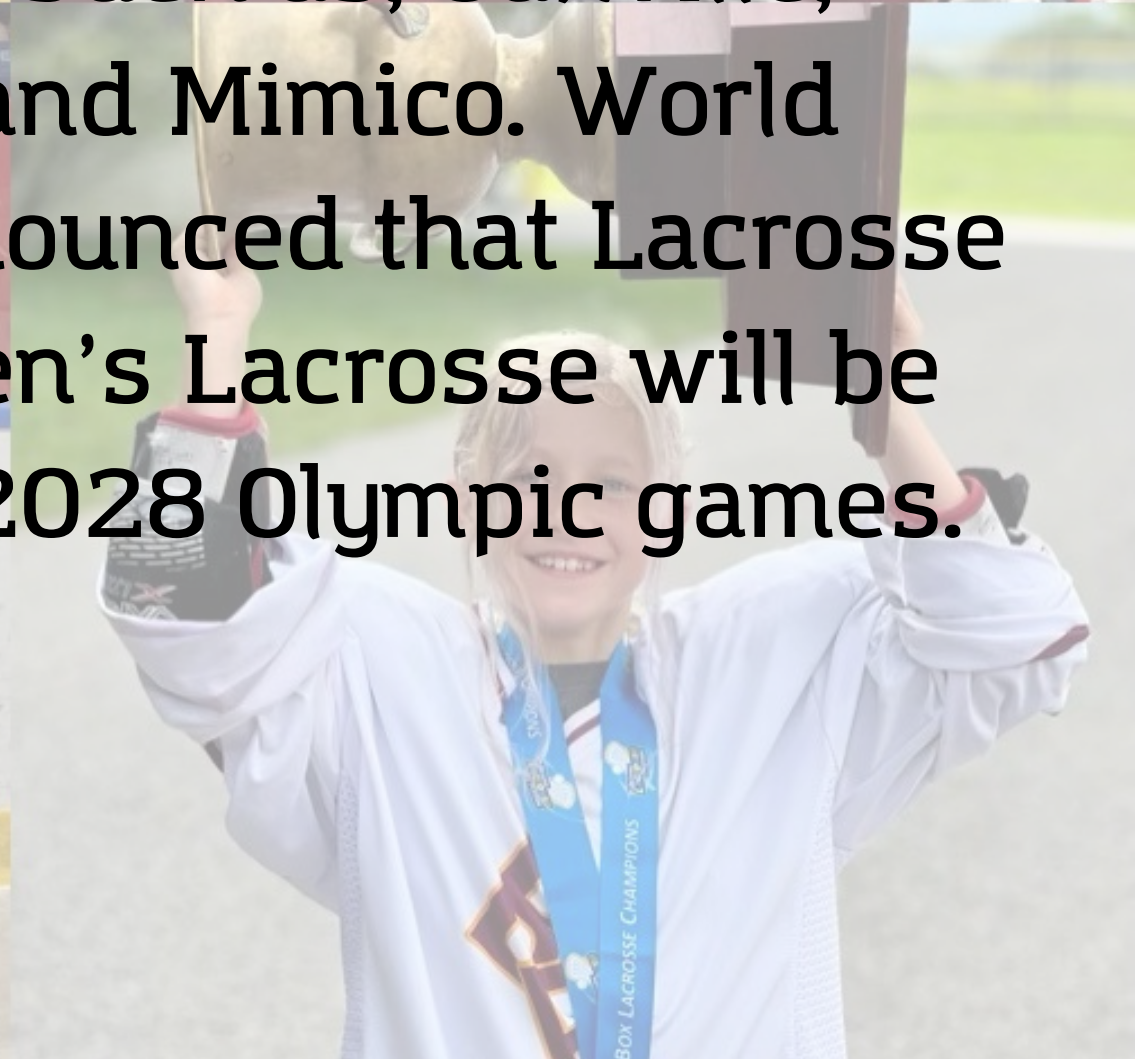 and Mimico. World
ounced that Lacrosse
en’s Lacrosse will be
2028 Olympic games.
BOX LACROSSE CHAMPIONS